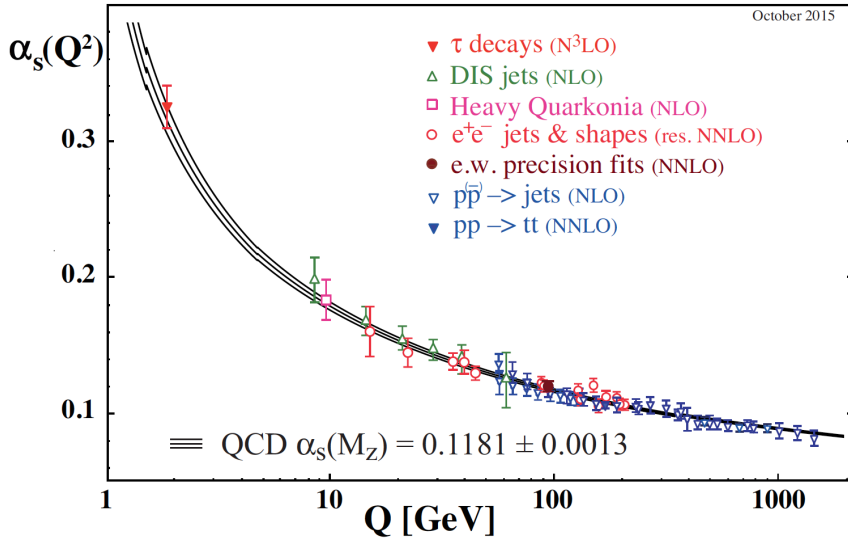 October 2015
αs(Q²)
τ decays (N³LO)
DIS jets (NLO)
Heavy Quarkonia (NLO)
e⁺e⁻ jets & shapes (res. NNLO)
e.w. precision fits (NNLO)
pp(–) –> jets (NLO)
pp –> tt (NNLO)
0.3
0.2
0.1
QCD αs(Mz) = 0.1181 ± 0.0013
1 10 100 1000
Q [GeV]